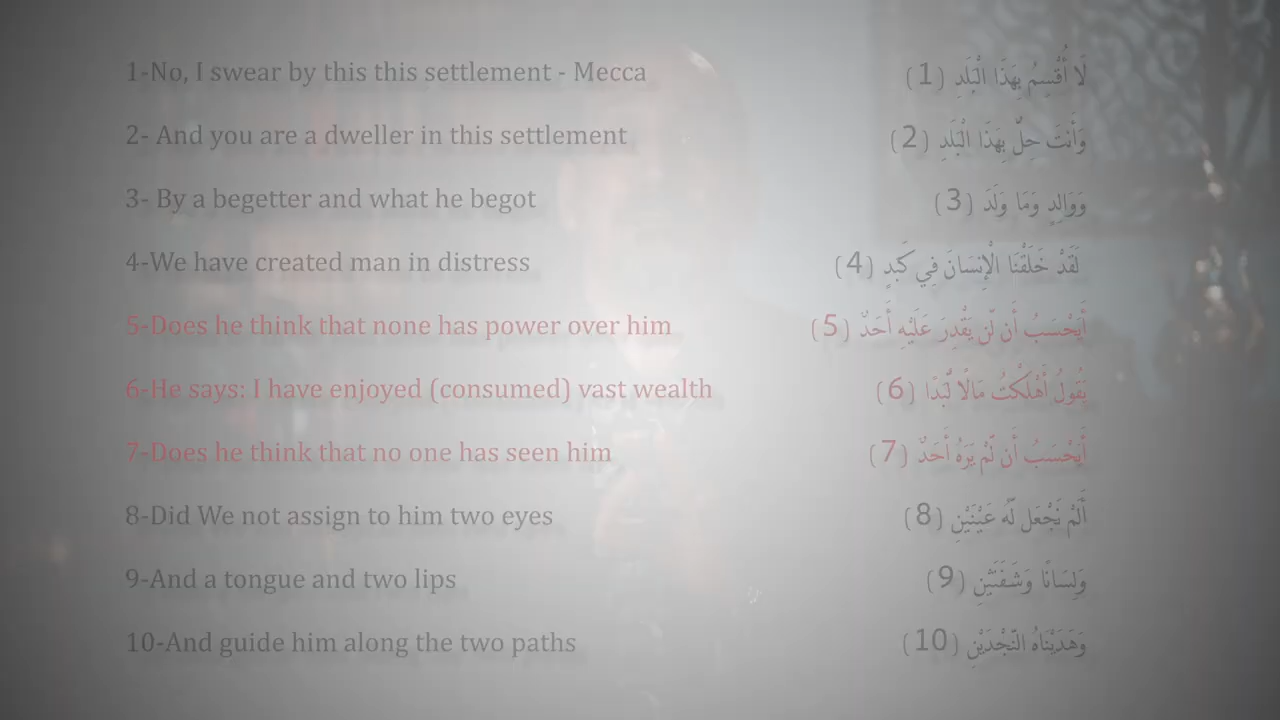 1-No, I swear by this this settlement - Mecca
لَا أُقْسِمُ بِهَذَا الْبَلَدِ (1)
2- And you are a dweller in this settlement
وَأَنْتَ حِلٌّ بِهَذَا الْبَلَدِ (2)
3- By a begetter and what he begot
وَوَالِدٍ وَمَا وَلَدَ (3)
4-We have created man in distress
لَقَدْ خَلَقْنَا الْإِنسَانَ فِي كَبَدٍ (4)
5-Does he think that none has power over him
أَيَحْسَبُ أَن لَّن يَقْدِرَ عَلَيْهِ أَحَدٌ (5)
6-He says: I have enjoyed (consumed) vast wealth
يَقُولُ أَهْلَكْتُ مَالًا لُّبَدًا (6)
7-Does he think that no one has seen him
أَيَحْسَبُ أَن لَّمْ يَرَهُ أَحَدٌ (7)
8-Did We not assign to him two eyes
أَلَمْ نَجْعَل لَّهُ عَيْنَيْنِ (8)
9-And a tongue and two lips
وَلِسَانًا وَشَفَتَيْنِ (9)
10-And guide him along the two paths
وَهَدَيْنَاهُ النَّجْدَيْنِ (10)